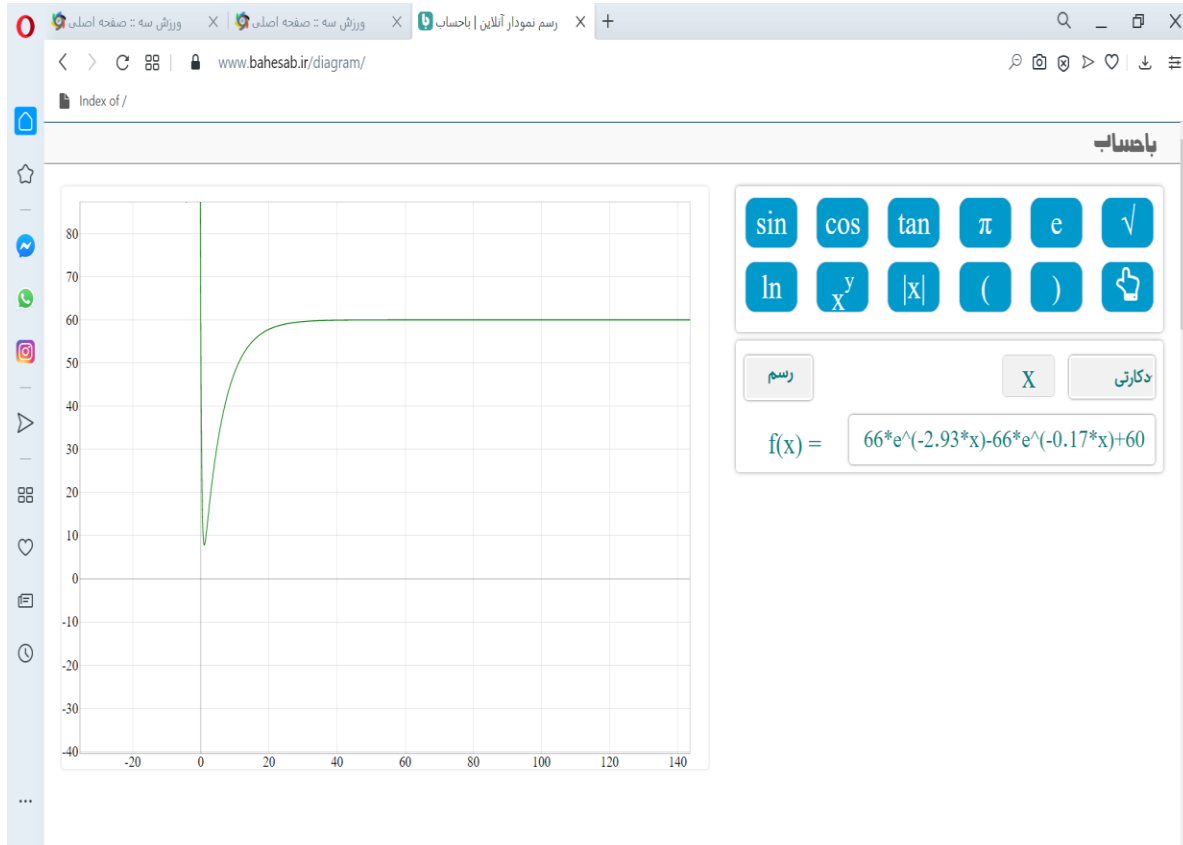 ورزش سه :: صفحه اصلی
ورزش سه :: صفحه اصلی
رسم نمودار آنلاین | باحساب
www.bahesab.ir/diagram/
Index of /
باحساب
80
70
60
50
40
30
20
10
0
-10
-20
-30
-40
-20 0 20 40 60 80 100 120 140
sin cos tan π e √
ln x^y |x| ( )
رسم X دکارتی
f(x) = 66*e^(-2.93*x)-66*e^(-0.17*x)+60